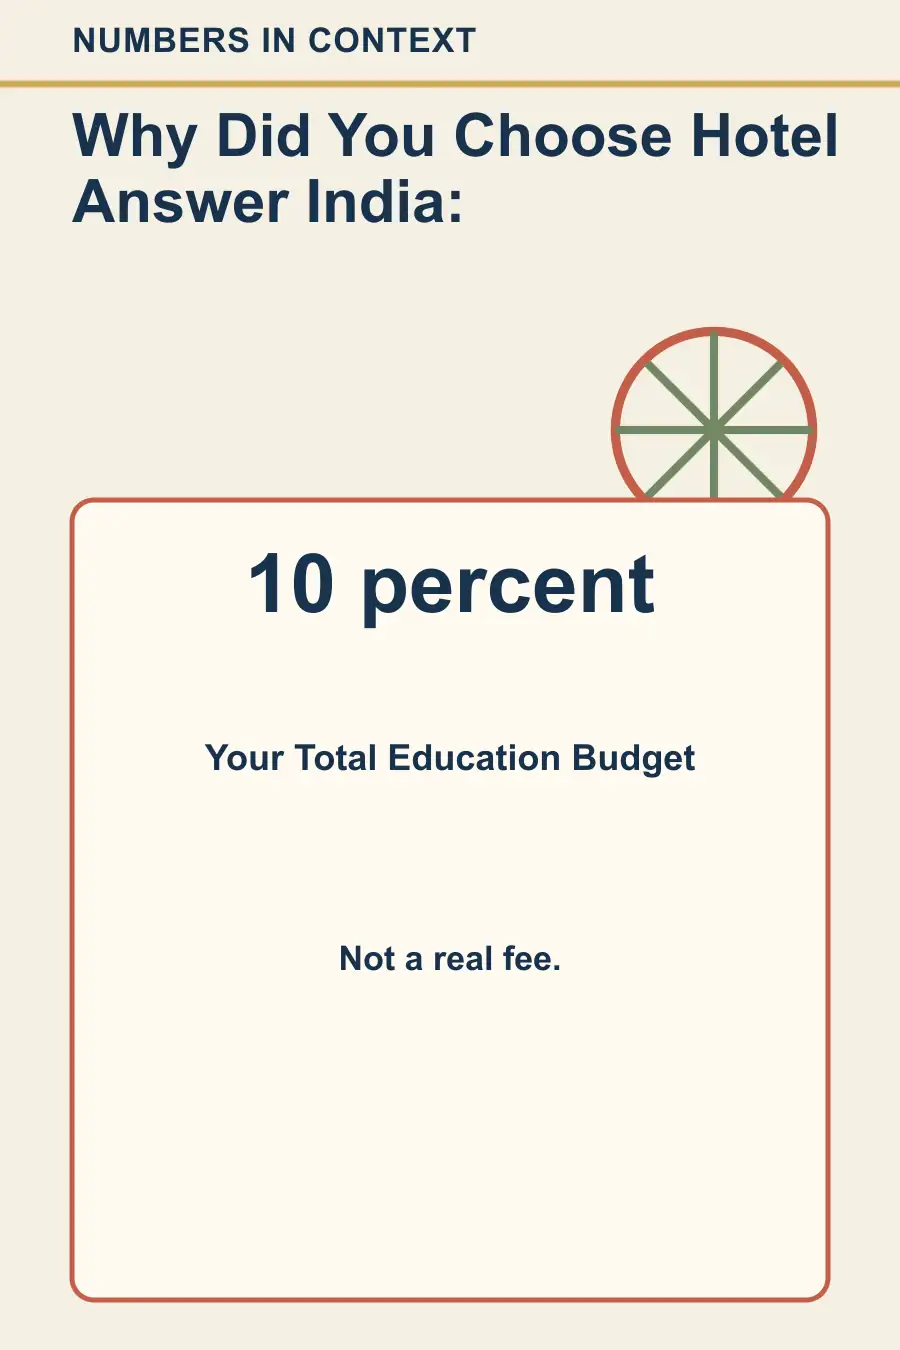 NUMBERS IN CONTEXT
Why Did You Choose Hotel
Answer India:
10 percent
Your Total Education Budget
Not a real fee.